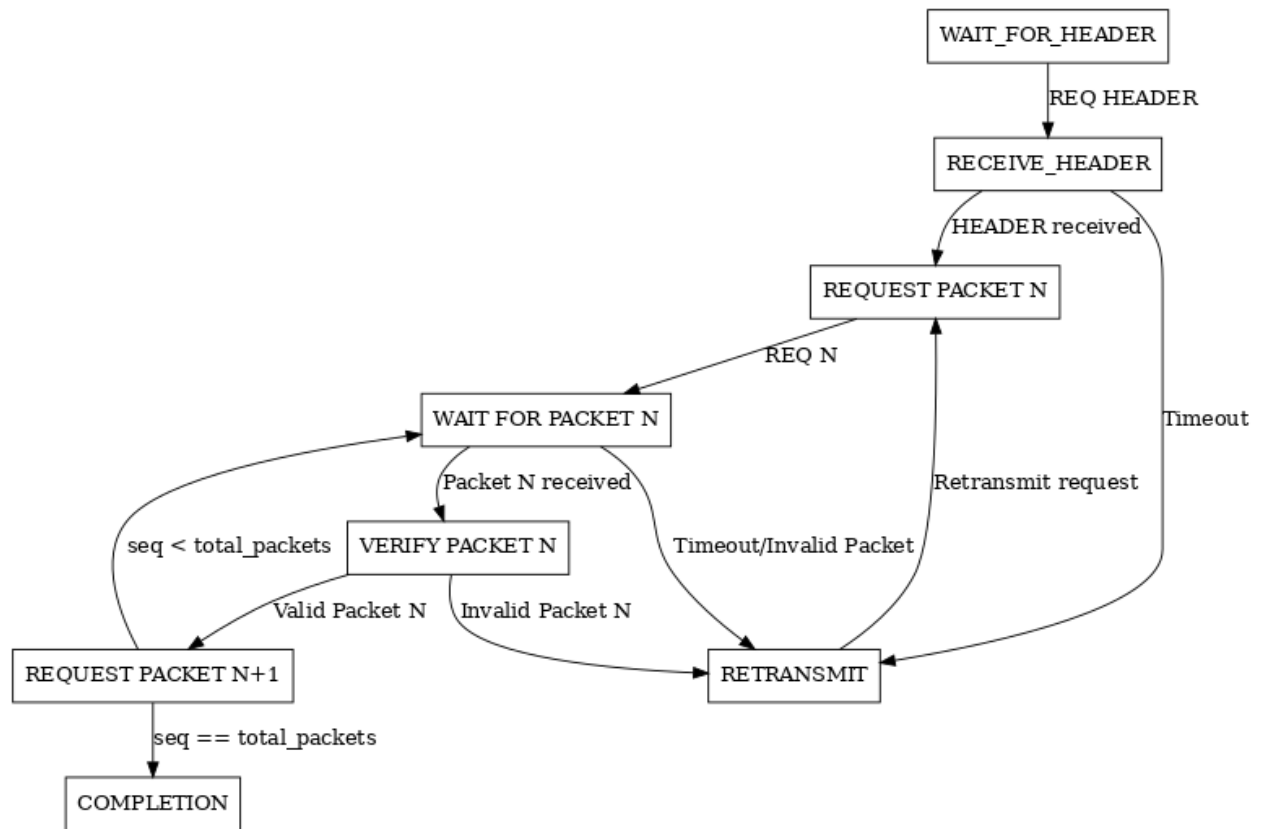 WAIT_FOR_HEADER
REQ HEADER
RECEIVE_HEADER
HEADER received
REQUEST PACKET N
REQ N
WAIT FOR PACKET N
Timeout
Packet N received
Retransmit request
seq < total_packets
VERIFY PACKET N
Timeout/Invalid Packet
Valid Packet N
Invalid Packet N
REQUEST PACKET N+1
RETRANSMIT
seq == total_packets
COMPLETION